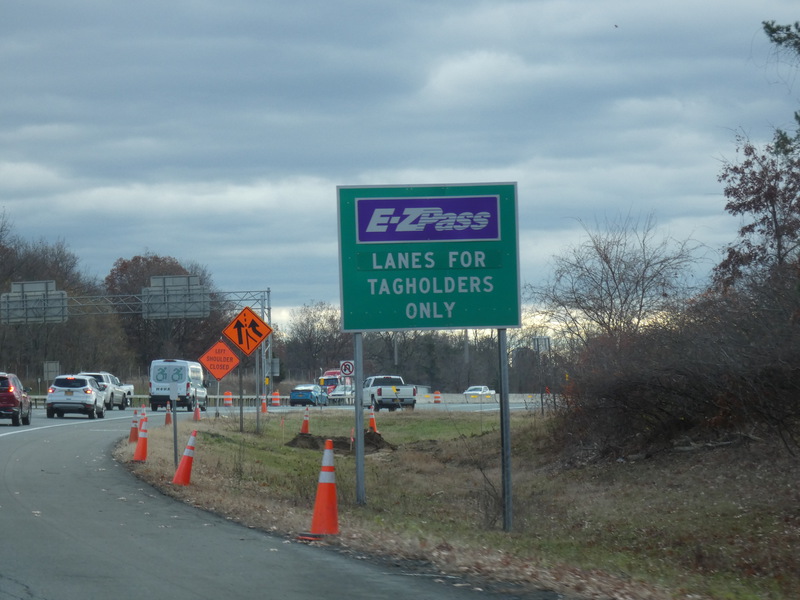 E-ZPass
LANES FOR
TAGHOLDERS
ONLY
LEFT
SHOULDER
CLOSED